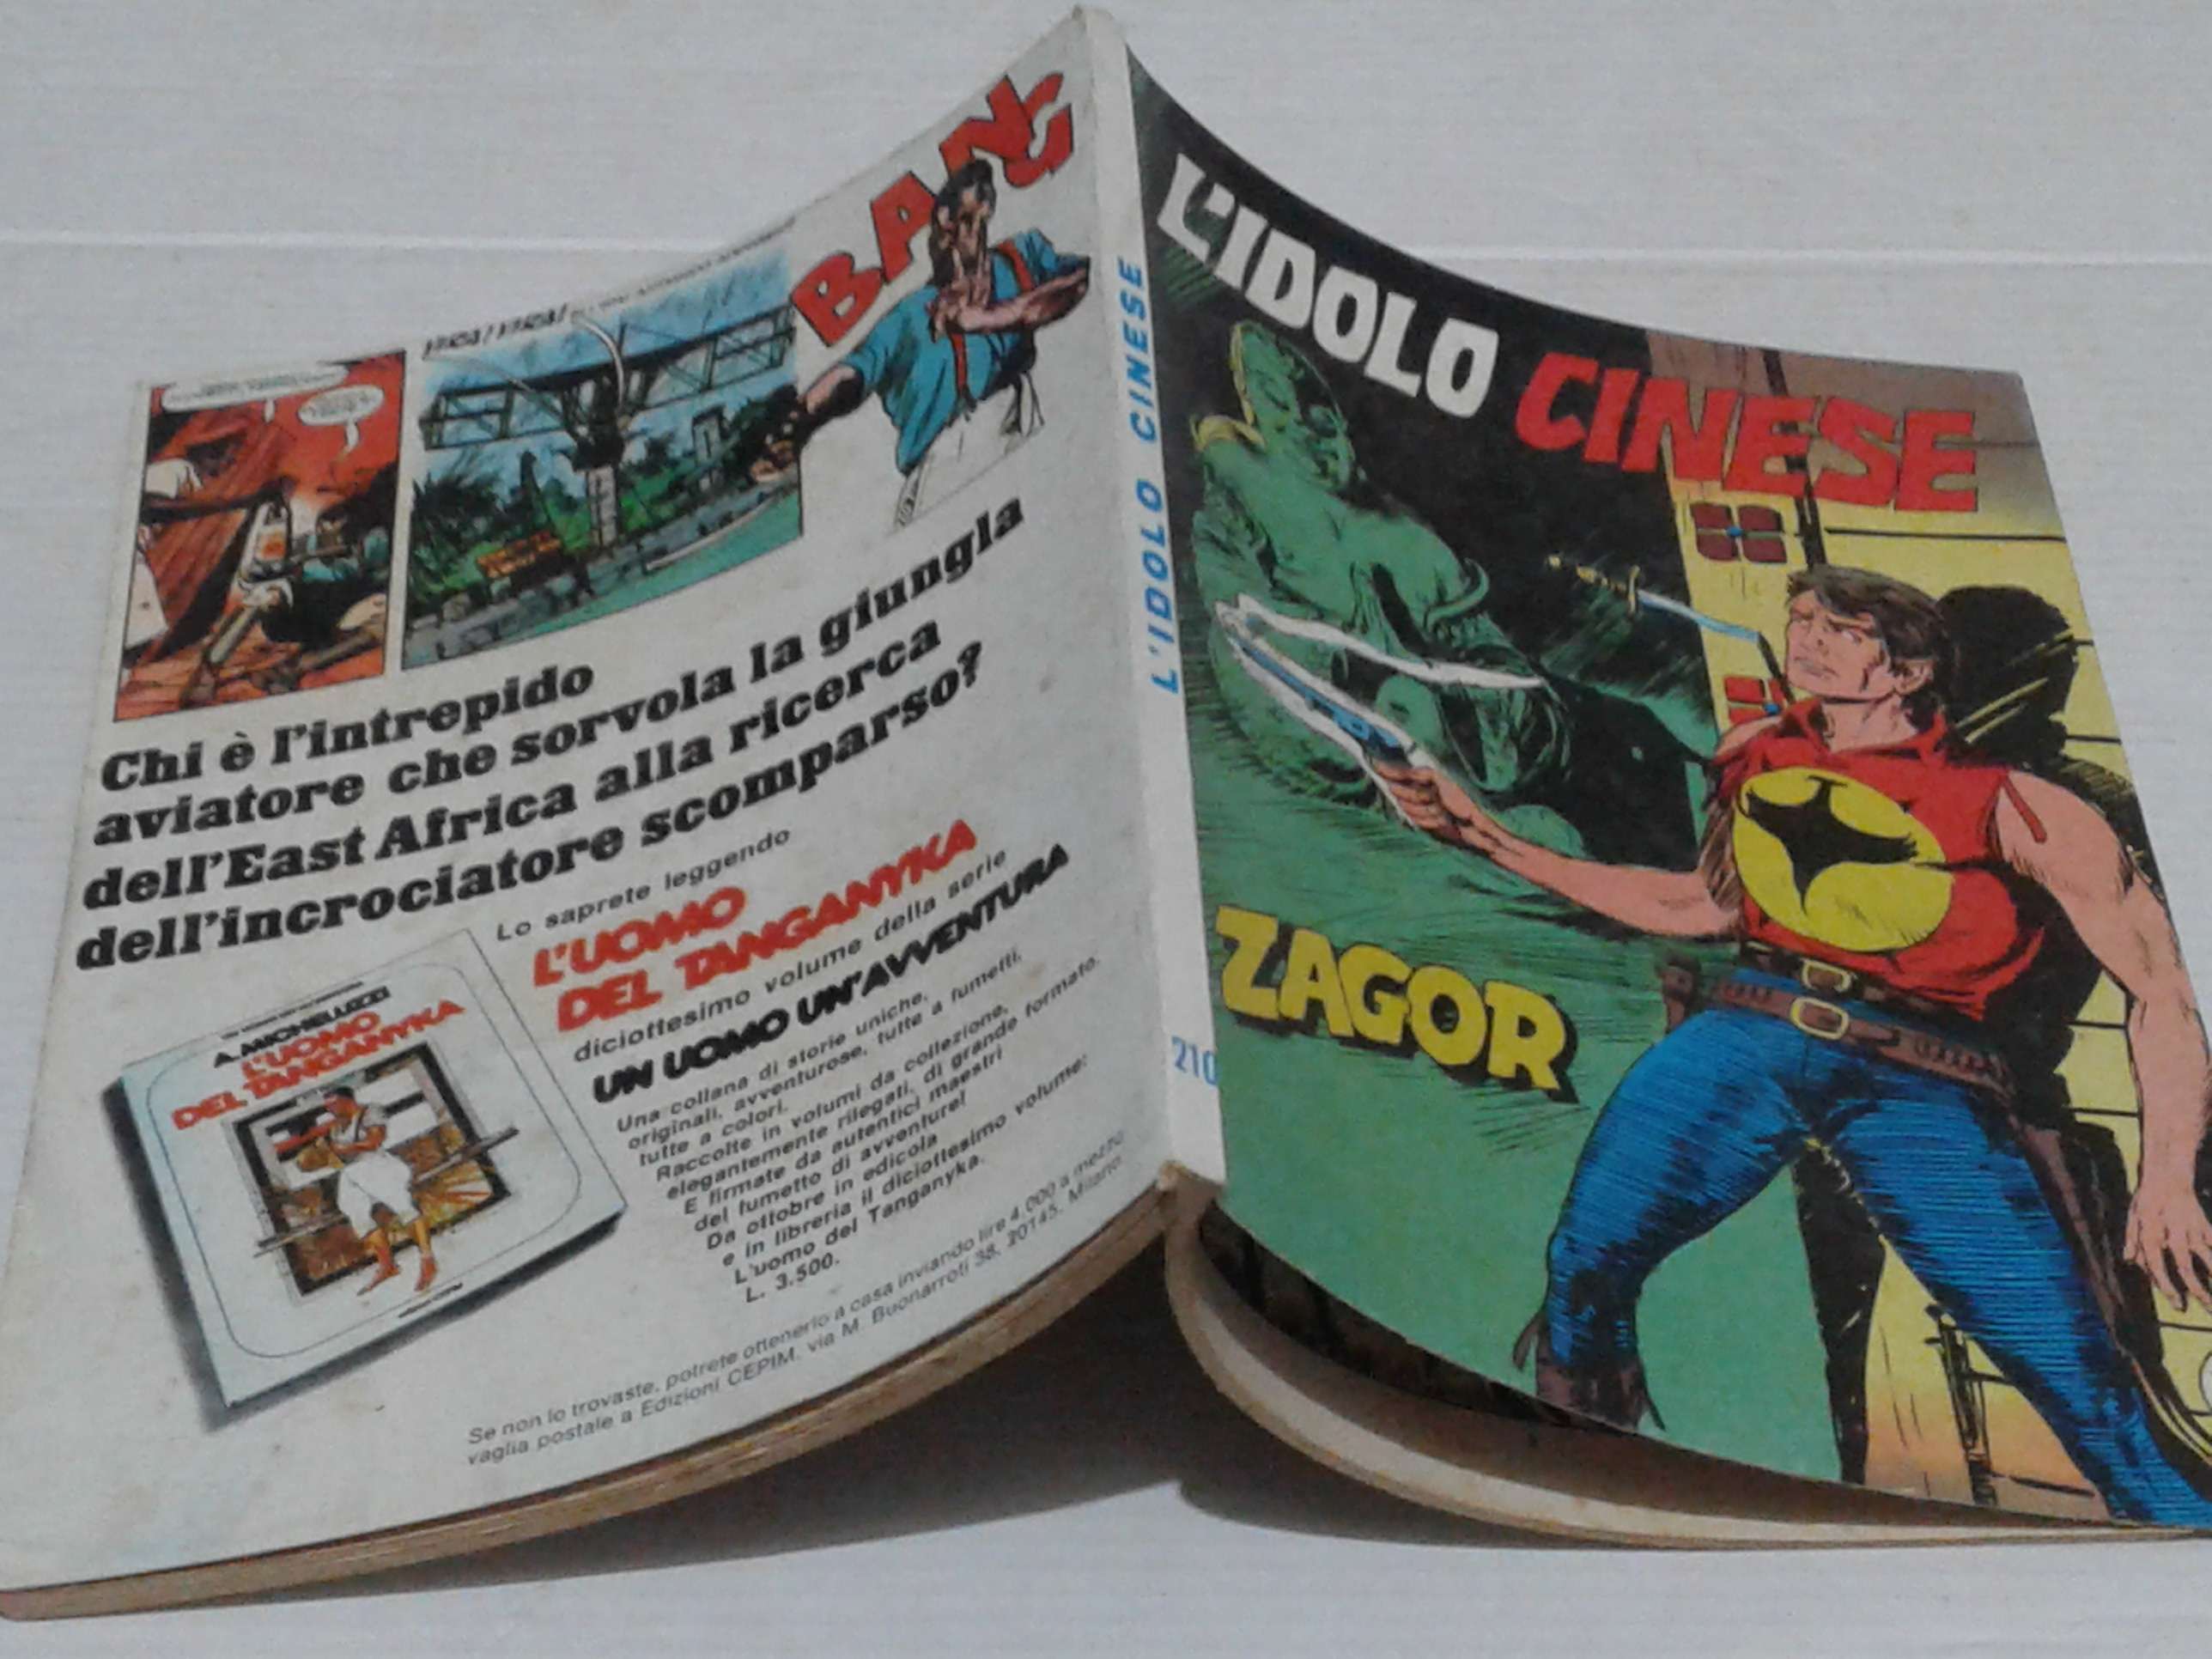 BANG
Chi è l'intrepido
aviatore che sorvola la giungla
dell'East Africa alla ricerca
dell'incrociatore scomparso?
Lo saprete leggendo
L'UOMO
DEL TANGANYKA
diciottesimo volume della serie
UN UOMO UN'AVVENTURA
Una collana di storie uniche,
originali, avventurose, tutte a fumetti,
tutte a colori.
Raccolte in volumi da collezione,
elegantemente rilegati, di grande formato.
E firmate da autentici maestri
del fumetto di avventure!
Da ottobre in edicola
e in libreria il diciottesimo volume:
L'uomo del Tanganyka.
L. 3.500.
Se non lo trovaste, potrete ottenerlo a casa inviando lire 4.000 a mezzo
vaglia postale a Edizioni CEPIM, via M. Buonarroti 38, 20145, Milano
A. MICHELUZZI
L'UOMO
DEL TANGANYKA
L'IDOLO CINESE
210
L'IDOLO CINESE
ZAGOR